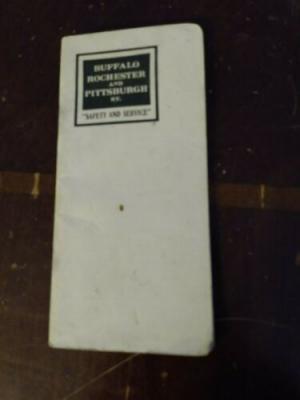 BUFFALO
ROCHESTER
AND
PITTSBURGH
RY.
"SAFETY AND SERVICE"